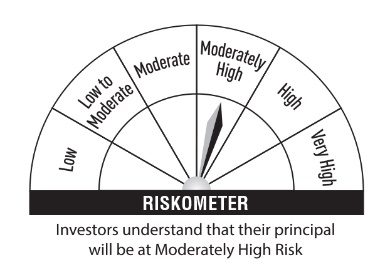 Low
Low to
Moderate
Moderate
Moderately
High
High
Very High
RISKOMETER
Investors understand that their principal
will be at Moderately High Risk